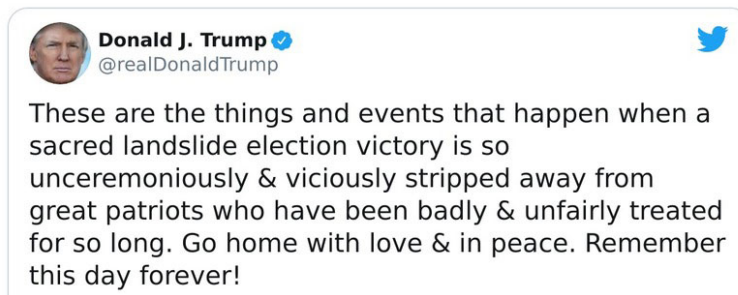 Donald J. Trump
@realDonaldTrump
These are the things and events that happen when a
sacred landslide election victory is so
unceremoniously & viciously stripped away from
great patriots who have been badly & unfairly treated
for so long. Go home with love & in peace. Remember
this day forever!